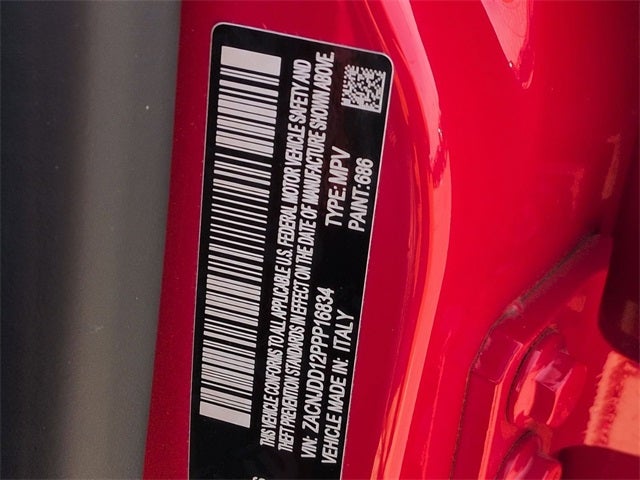 THIS VEHICLE CONFORMS TO ALL APPLICABLE U.S. FEDERAL MOTOR VEHICLE SAFETY AND
THEFT PREVENTION STANDARDS IN EFFECT ON THE DATE OF MANUFACTURE SHOWN ABOVE.
VIN: ZACNJDD12PPP16834 TYPE: MPV
VEHICLE MADE IN: ITALY PAINT: 686